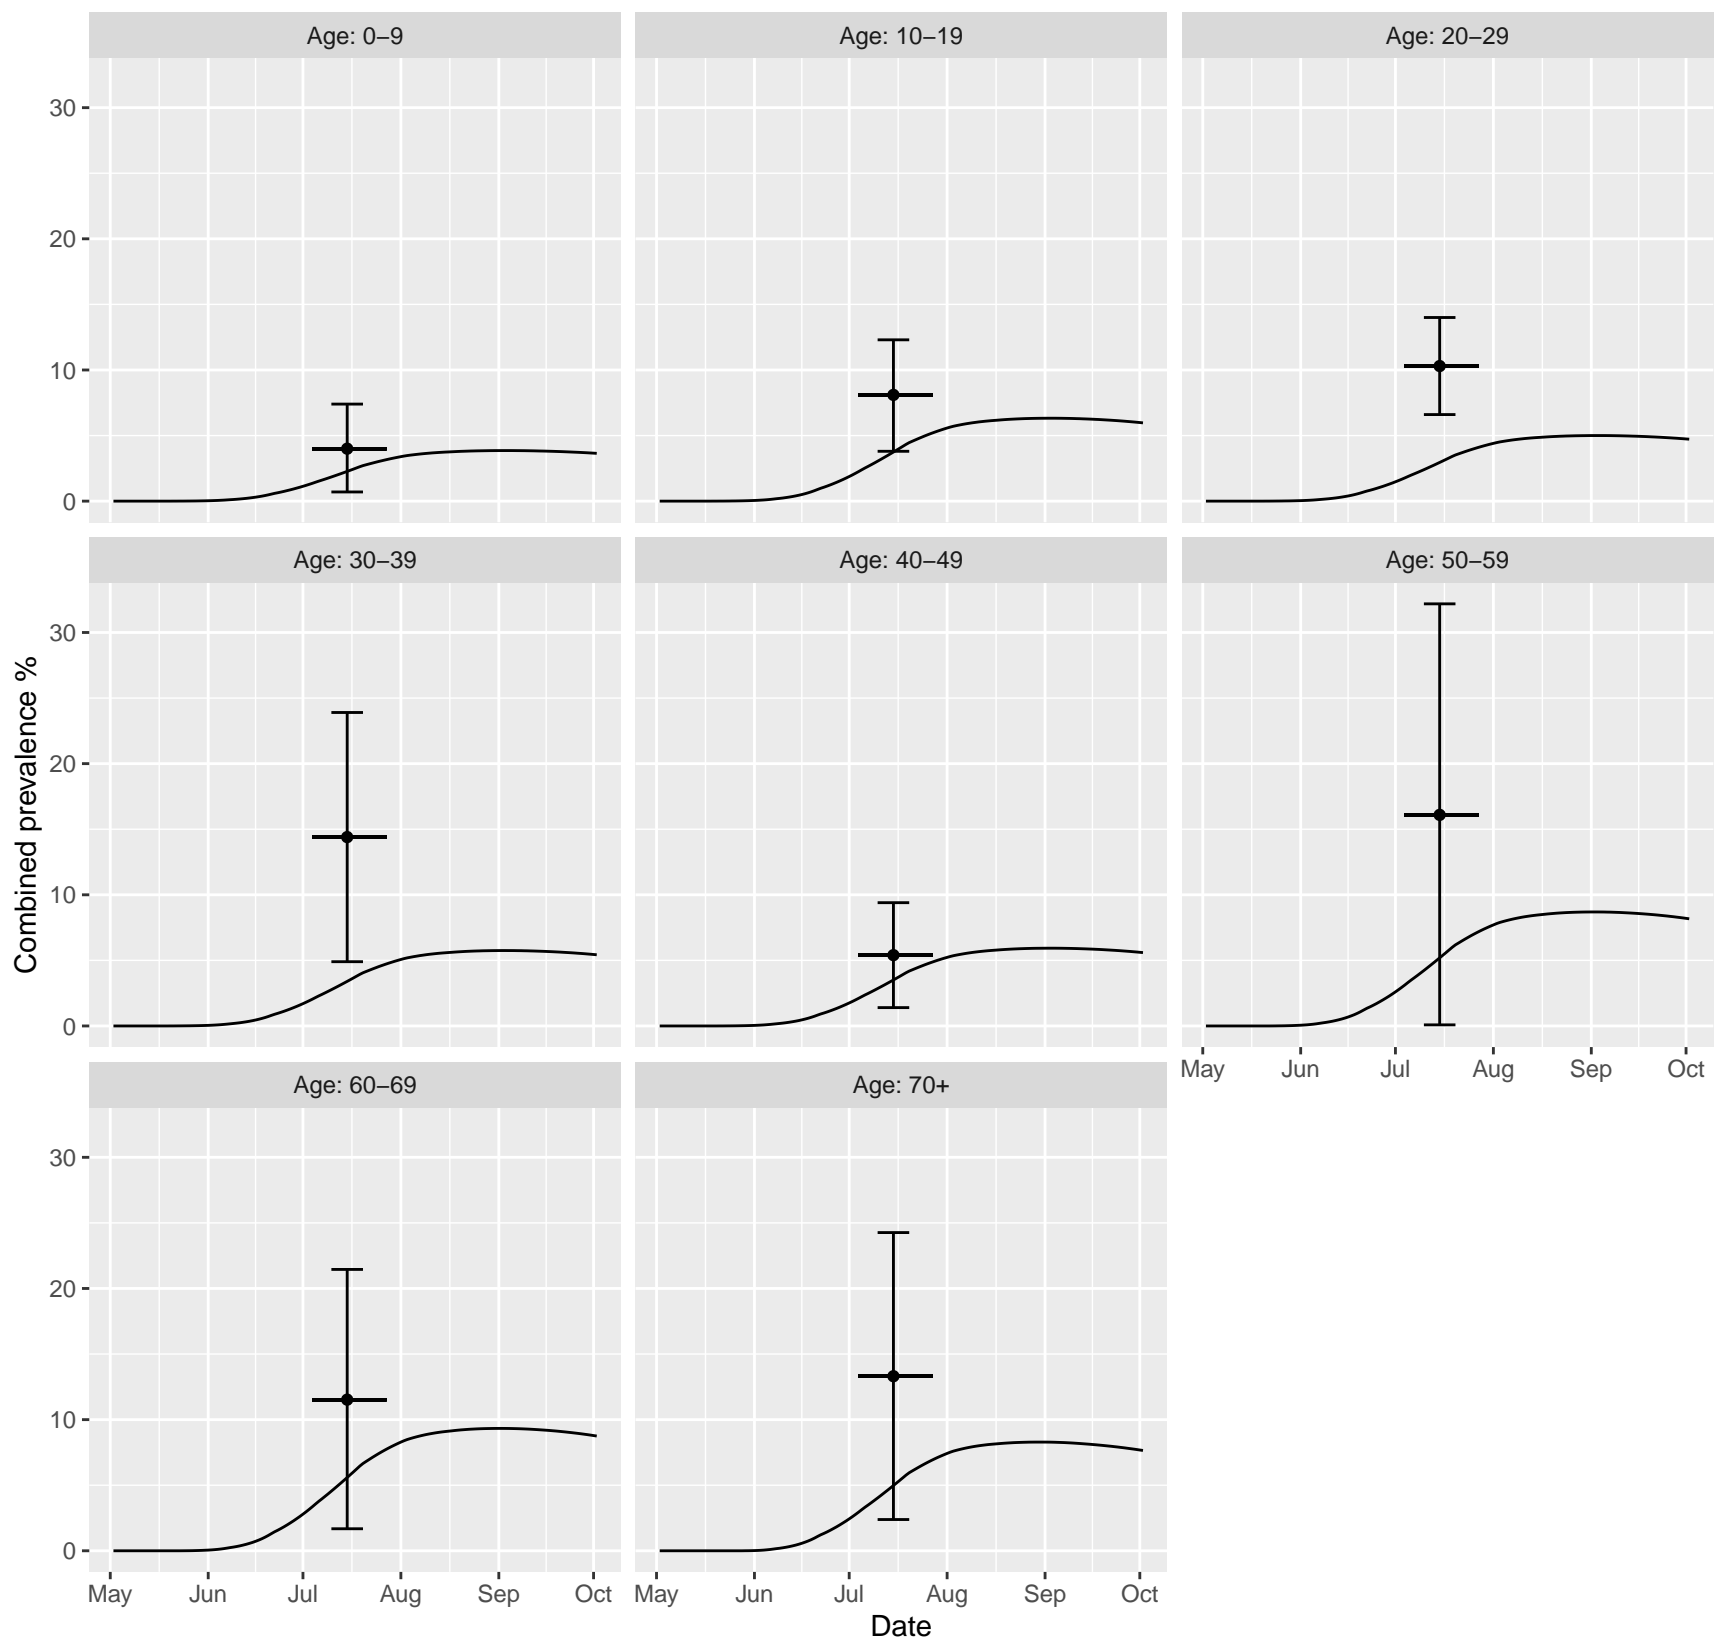 Age: 0–9
Age: 10–19
Age: 20–29
30
20
10
0
Age: 30–39
Age: 40–49
Age: 50–59
30
20
10
0
May Jun Jul Aug Sep Oct
Age: 60–69
Age: 70+
30
20
10
0
May Jun Jul Aug Sep Oct
May Jun Jul Aug Sep Oct
Date
Combined prevalence %